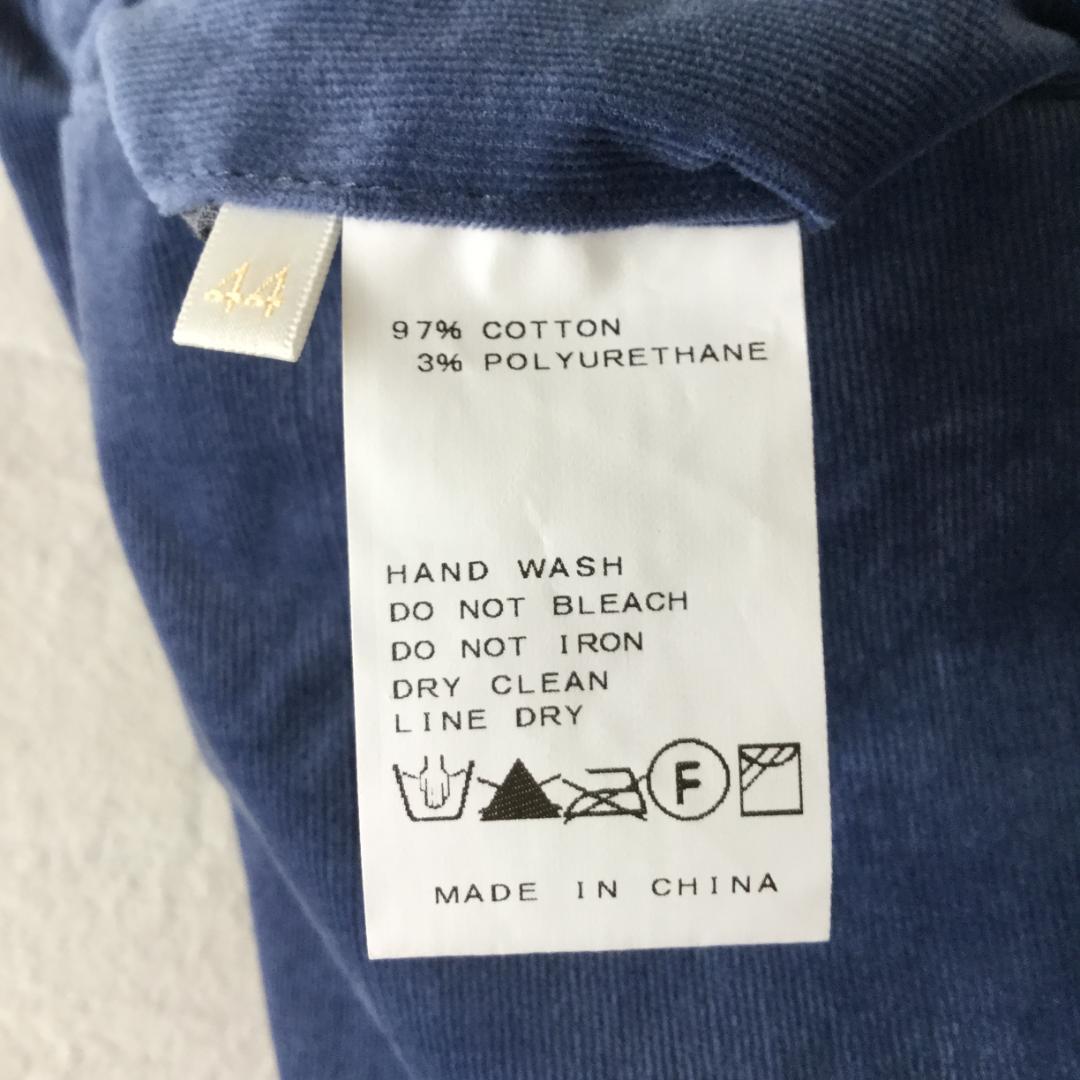 44
97% COTTON
3% POLYURETHANE
HAND WASH
DO NOT BLEACH
DO NOT IRON
DRY CLEAN
LINE DRY
F
MADE IN CHINA